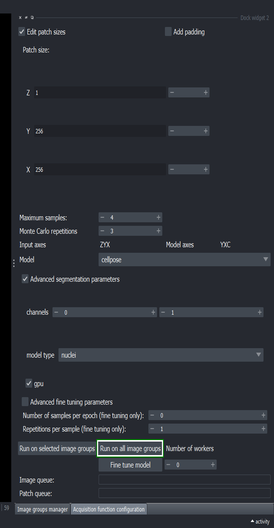 Dock widget 2
Edit patch sizes Add padding
Patch size:
Z 1 - +
Y 256 - +
X 256 - +
Maximum samples: - 4 +
Monte Carlo repetitions - 3 +
Input axes ZYX Model axes YXC
Model cellpose
Advanced segmentation parameters
channels - 0 + - 1 +
model type nuclei
gpu
Advanced fine tuning parameters
Number of samples per epoch (fine tuning only): - 0 +
Repetitions per sample (fine tuning only): - 1 +
Run on selected image groups Run on all image groups Number of workers
Fine tune model - 0 +
Image queue:
Patch queue:
Image groups manager Acquisition function configuration
activity